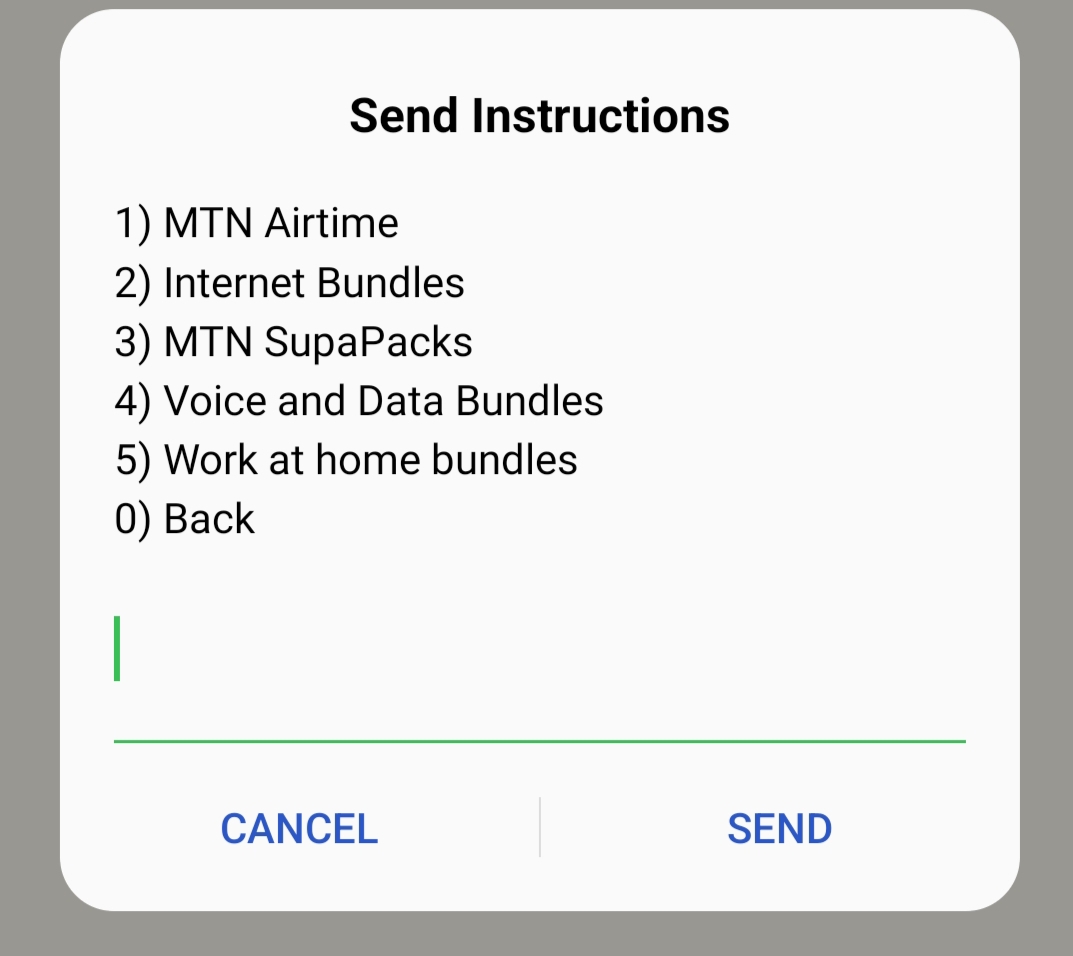 Send Instructions
1) MTN Airtime
2) Internet Bundles
3) MTN SupaPacks
4) Voice and Data Bundles
5) Work at home bundles
0) Back
CANCEL
SEND